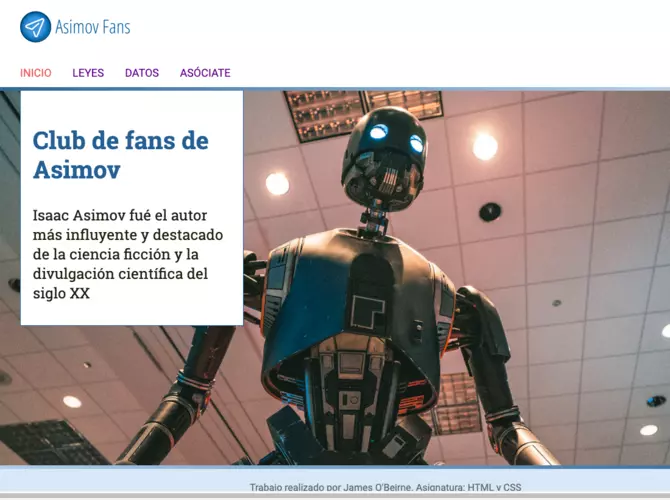 Asimov Fans
INICIO LEYES DATOS ASÓCIATE
Club de fans de
Asimov
Isaac Asimov fué el autor
más influyente y destacado
de la ciencia ficción y la
divulgación científica del
siglo XX
Trabajo realizado por James O'Beirne. Asignatura: HTML y CSS